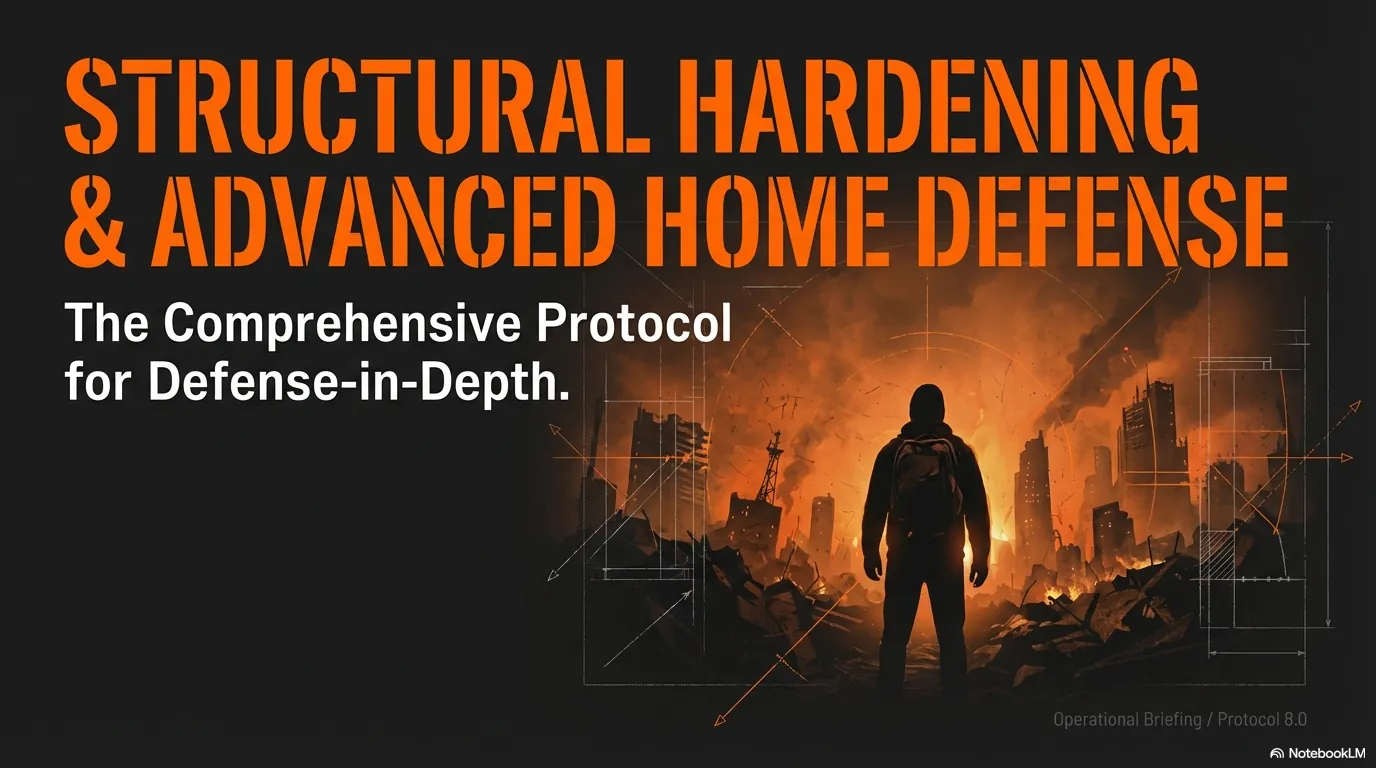 STRUCTURAL HARDENING
& ADVANCED HOME DEFENSE
The Comprehensive Protocol
for Defense-in-Depth.
Operational Briefing / Protocol 8.0
NotebookLM